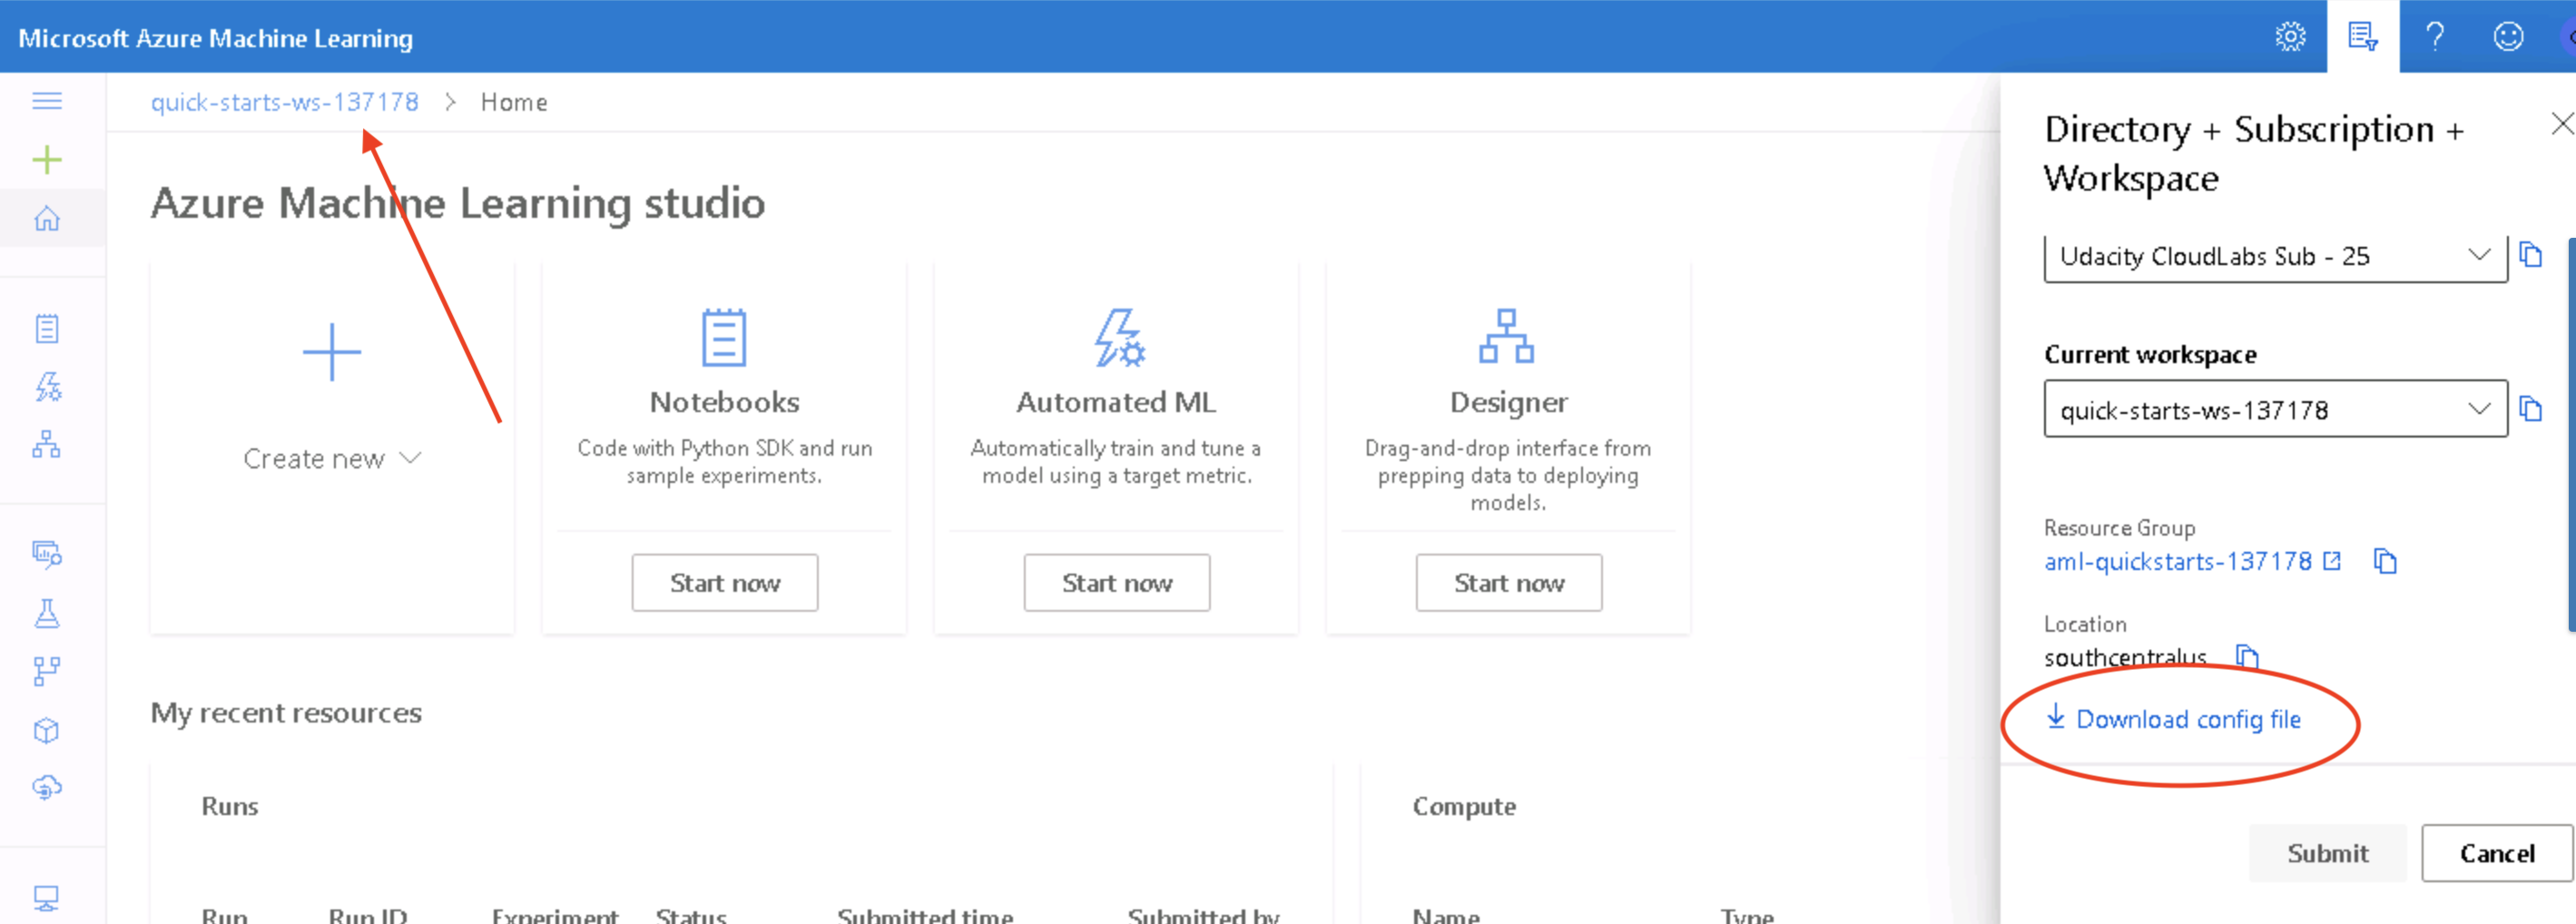 Microsoft Azure Machine Learning
quick-starts-ws-137178 > Home
Azure Machine Learning studio
Create new
Notebooks
Code with Python SDK and run
sample experiments.
Start now
Automated ML
Automatically train and tune a
model using a target metric.
Start now
Designer
Drag-and-drop interface from
prepping data to deploying
models.
Start now
My recent resources
Runs
Run Run ID Experiment Status Submitted time Submitted by
Compute
Name Type
Directory + Subscription +
Workspace
Udacity CloudLabs Sub - 25
Current workspace
quick-starts-ws-137178
Resource Group
aml-quickstarts-137178
Location
southcentralus
Download config file
Submit
Cancel